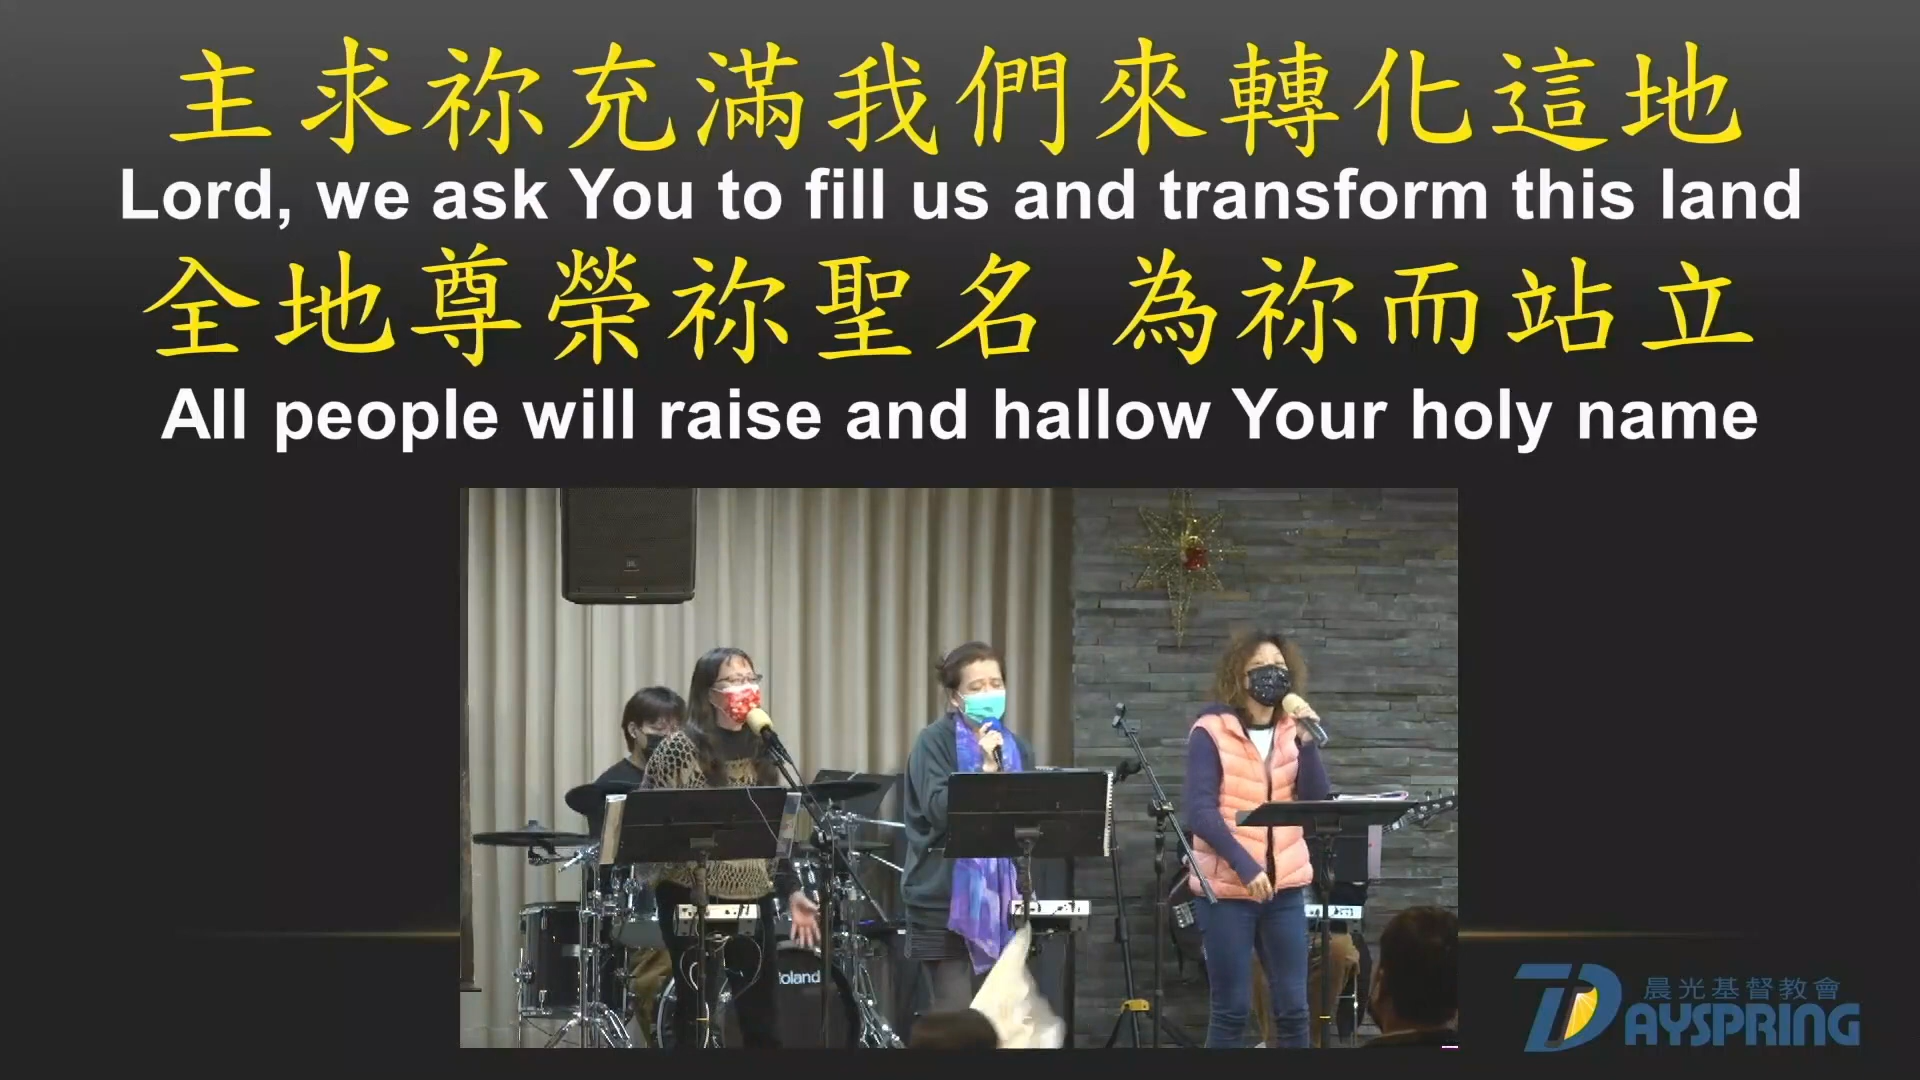 主求祢充滿我們來轉化這地
Lord, we ask You to fill us and transform this land
全地尊榮祢聖名 為祢而站立
All people will raise and hallow Your holy name
Roland
晨光基督教會
DAYSPRING